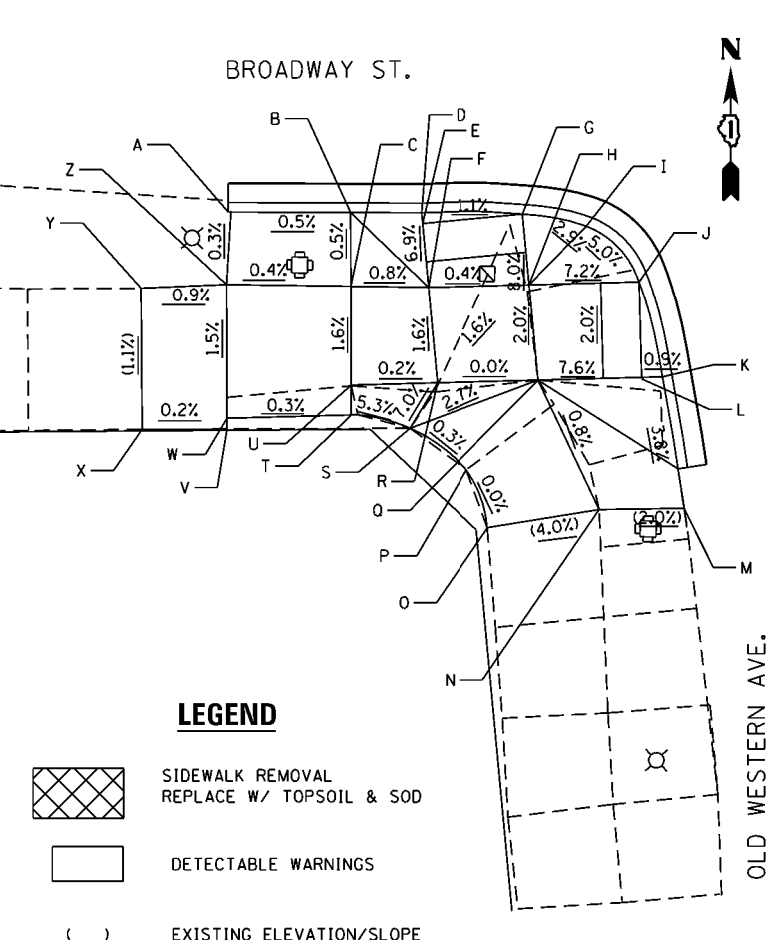 N
BROADWAY ST.
D
B
E
A
G
C
F
H
Z
I
1.1%
0.5%
Y
0.3%
0.5%
6.9%
2.9%
5.0%
J
0.4%
0.8%
0.4%
8.0%
7.2%
0.9%
(1.1%)
1.5%
1.6%
1.6%
1.6%
2.0%
2.0%
0.2%
0.0%
7.6%
0.9%
K
0.2%
0.3%
5.3%
7.0%
2.7%
L
W
U
0.3%
0.8%
3.8%
X
T
S
V
R
Q
0.0%
P
(4.0%)
(2.0%)
M
O
N
LEGEND
SIDEWALK REMOVAL
REPLACE W/ TOPSOIL & SOD
DETECTABLE WARNINGS
( ) EXISTING ELEVATION/SLOPE
OLD WESTERN AVE.